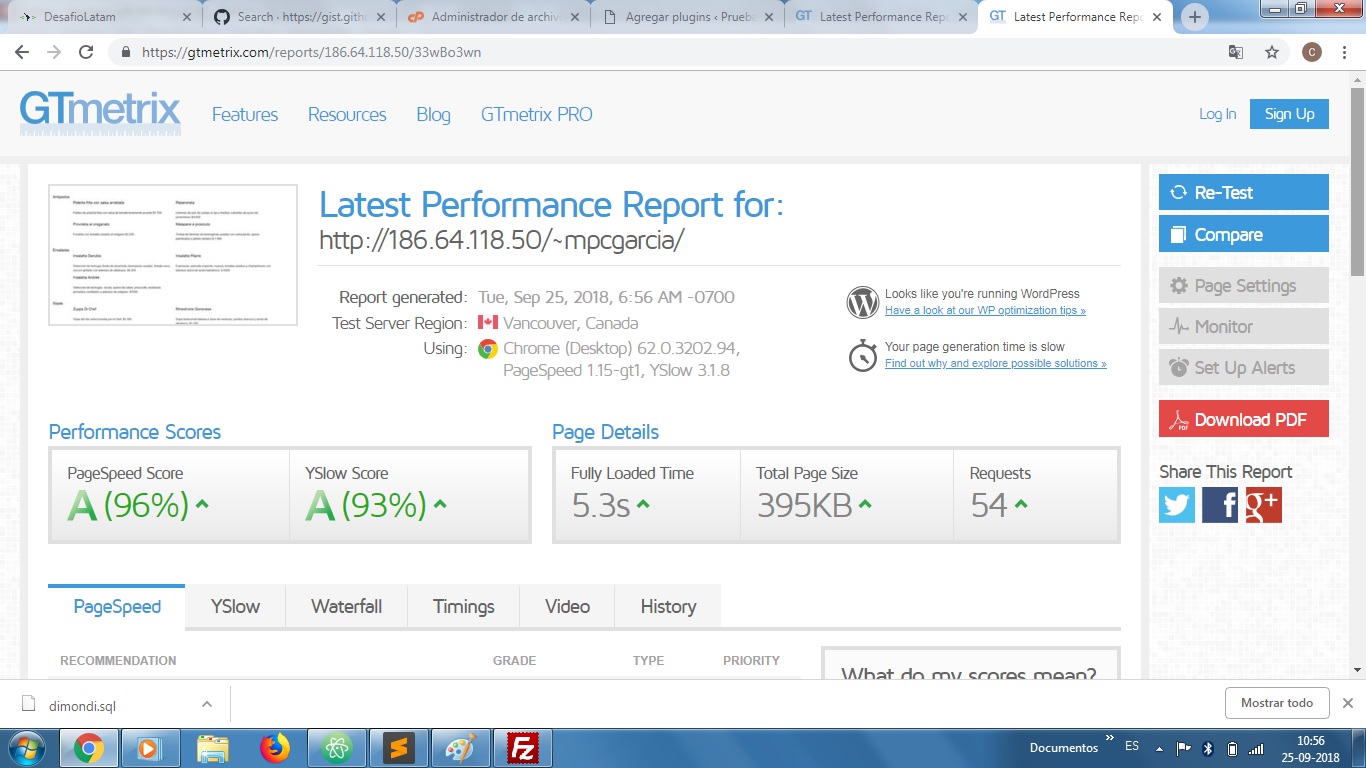 DesafioLatam
Search · https://gist.gith
Administrador de archiv
Agregar plugins ‹ Prueb
Latest Performance Rep
Latest Performance Repo
https://gtmetrix.com/reports/186.64.118.50/33wBo3wn
C
GTmetrix
Features
Resources
Blog
GTmetrix PRO
Log In
Sign Up
Latest Performance Report for:
http://186.64.118.50/~mpcgarcia/
Report generated: Tue, Sep 25, 2018, 6:56 AM -0700
Test Server Region: Vancouver, Canada
Using: Chrome (Desktop) 62.0.3202.94,
PageSpeed 1.15-gt1, YSlow 3.1.8
Looks like you're running WordPress
Have a look at our WP optimization tips »
Your page generation time is slow
Find out why and explore possible solutions »
Re-Test
Compare
Page Settings
Monitor
Set Up Alerts
Download PDF
Share This Report
Performance Scores
PageSpeed Score
A (96%)
YSlow Score
A (93%)
Page Details
Fully Loaded Time
5.3s
Total Page Size
395KB
Requests
54
PageSpeed
YSlow
Waterfall
Timings
Video
History
RECOMMENDATION
GRADE
TYPE
PRIORITY
What do my scores mean?
dimondi.sql
Mostrar todo
Documentos
ES
10:56
25-09-2018